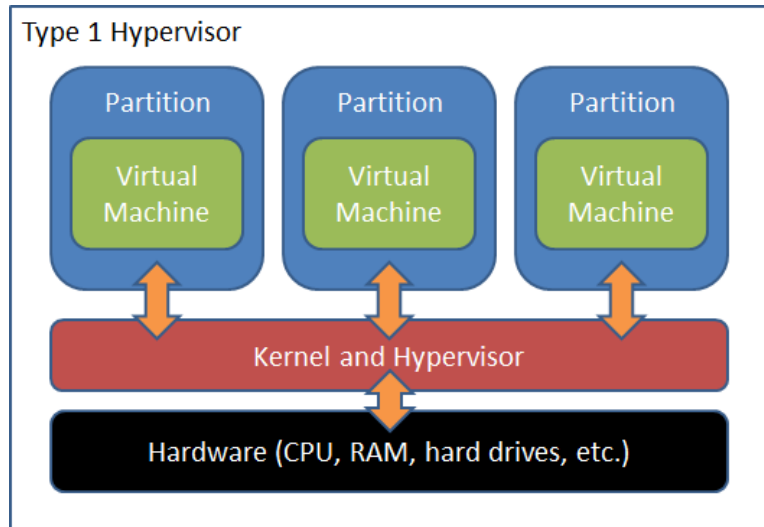 Type 1 Hypervisor
Partition
Virtual
Machine
Partition
Virtual
Machine
Partition
Virtual
Machine
Kernel and Hypervisor
Hardware (CPU, RAM, hard drives, etc.)